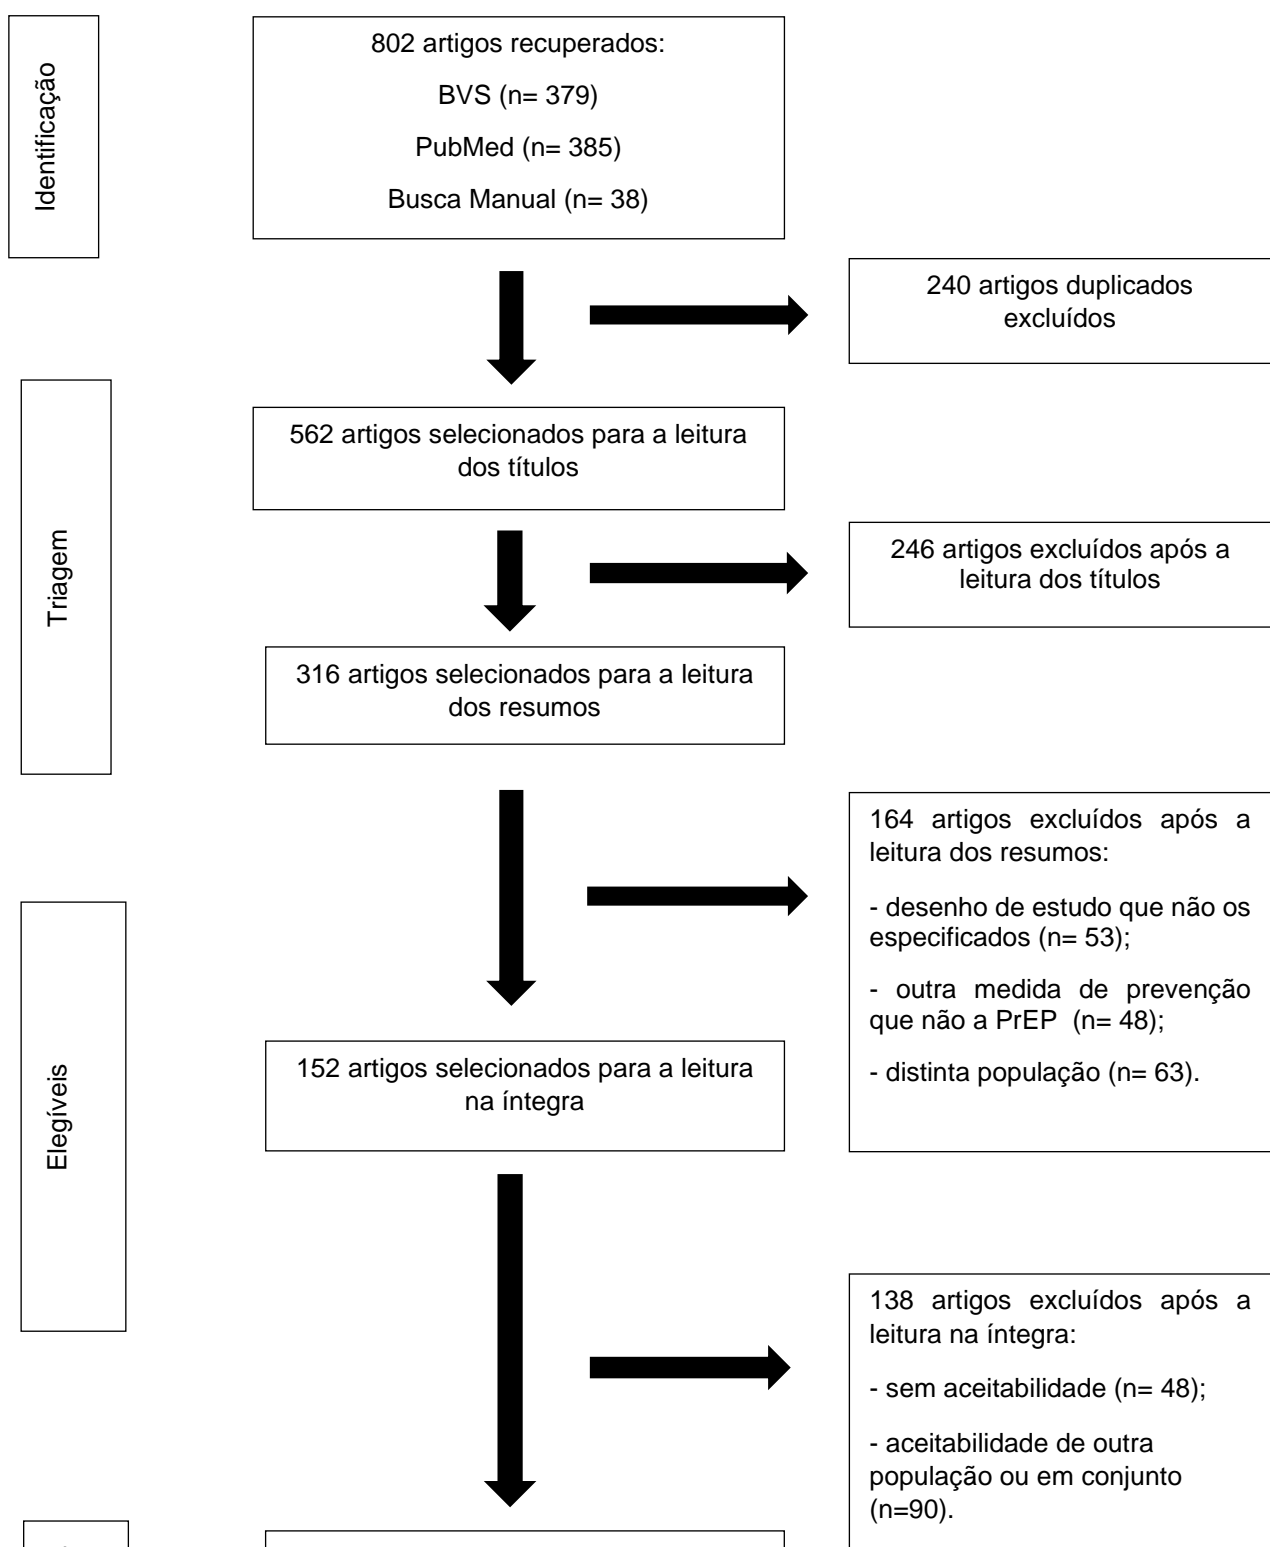 Identificação
802 artigos recuperados:
BVS (n= 379)
PubMed (n= 385)
Busca Manual (n= 38)
240 artigos duplicados
excluídos
Triagem
562 artigos selecionados para a leitura
dos títulos
246 artigos excluídos após a
leitura dos títulos
316 artigos selecionados para a leitura
dos resumos
164 artigos excluídos após a
leitura dos resumos:
- desenho de estudo que não os
especificados (n= 53);
- outra medida de prevenção
que não a PrEP (n= 48);
- distinta população (n= 63).
Elegíveis
152 artigos selecionados para a leitura
na íntegra
138 artigos excluídos após a
leitura na íntegra:
- sem aceitabilidade (n= 48);
- aceitabilidade de outra
população ou em conjunto
(n=90).